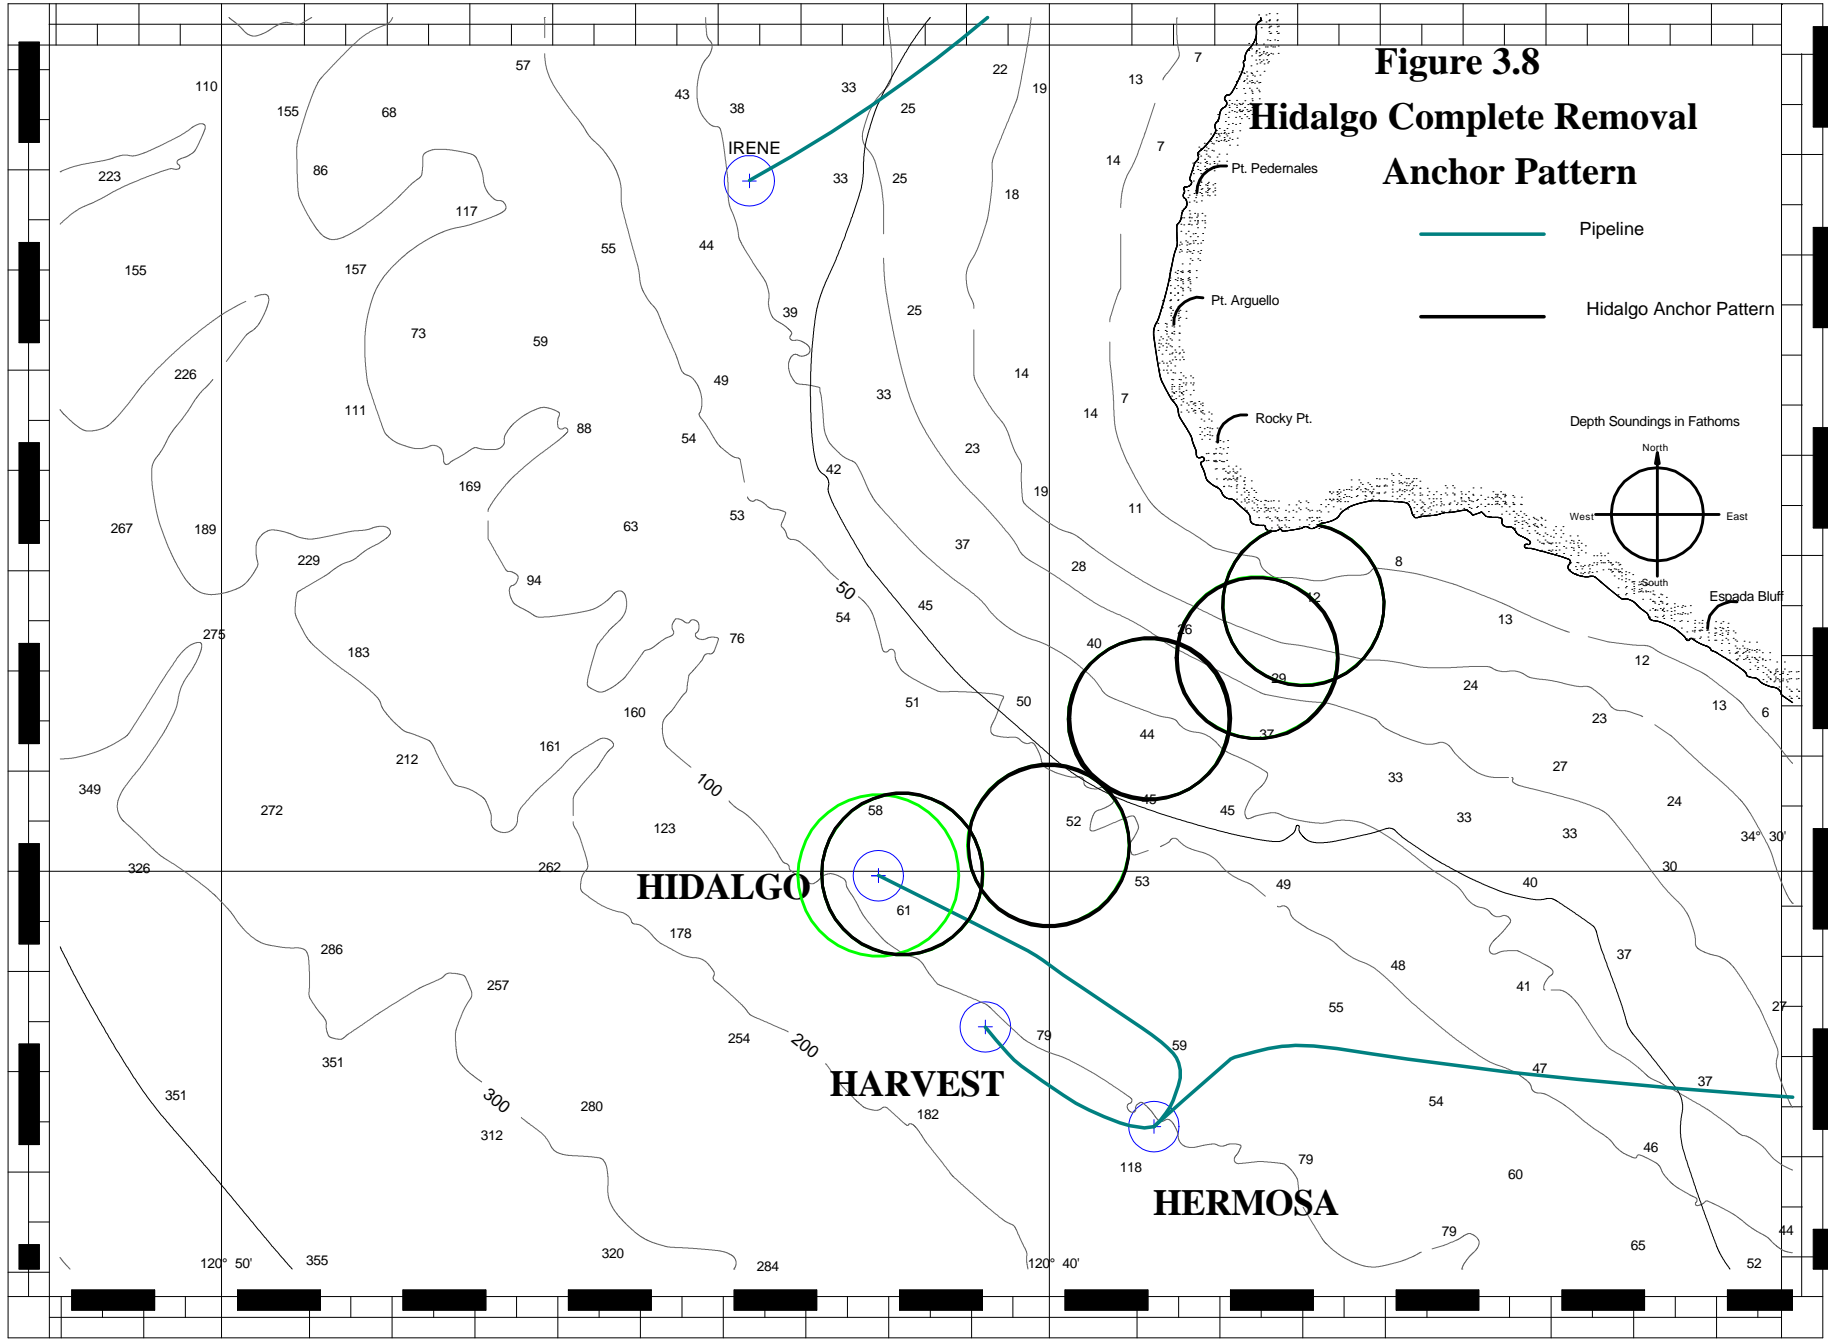 Figure 3.8
Hidalgo Complete Removal
Anchor Pattern
Pipeline
Hidalgo Anchor Pattern
Depth Soundings in Fathoms
North
West
East
South
Pt. Pedernales
Pt. Arguello
Rocky Pt.
Espada Bluff
IRENE
HIDALGO
HARVEST
HERMOSA
34° 30'
120° 50'
120° 40'
57 22 7
110 43 33 19 13
155 68 38 25
14 7
223 86 33 25 18
117
155 157 55 44
39 25
73 59
226 49 14
111 33 14 7
88 54
23
42
169 19
267 189 63 53 11
37
229 28 8
94 50
45 42 13
54
275 76 40 26
183 12
29 24
160 51 50 23 13 6
161 44 37
212 27
349 100 33
272 58 45 45 24
123 52 33 33
326 262 30
61 53 49 40
178
286 37
48
257 41
55 27
351 254 200 79 59
47 37
351 300 280 182 54
312
118 79 46
60
320 79 65 44
355 284 52